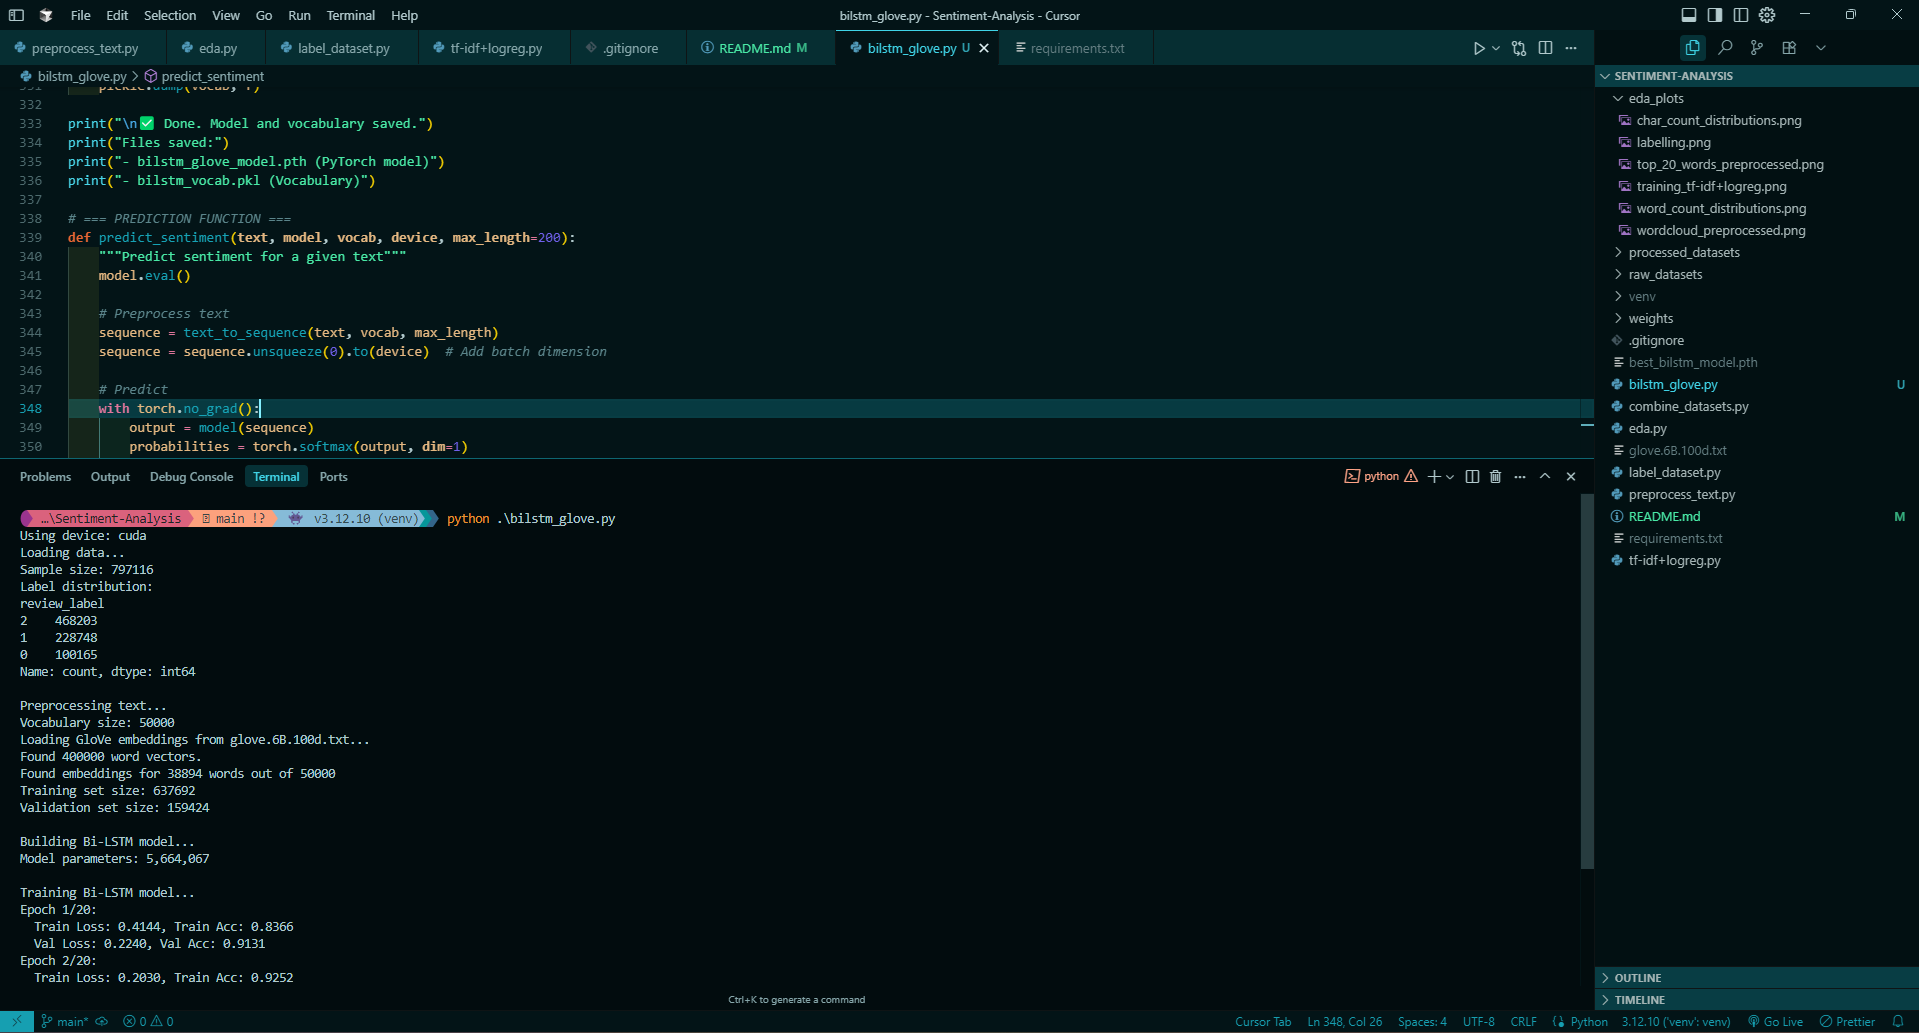 File Edit Selection View Go Run Terminal Help
bilstm_glove.py - Sentiment-Analysis - Cursor
preprocess_text.py
eda.py
label_dataset.py
tf-idf+logreg.py
.gitignore
README.md M
bilstm_glove.py U
requirements.txt
bilstm_glove.py > predict_sentiment
331 pickle.dump(vocab, f)
332
333 print("\n✅ Done. Model and vocabulary saved.")
334 print("Files saved:")
335 print("- bilstm_glove_model.pth (PyTorch model)")
336 print("- bilstm_vocab.pkl (Vocabulary)")
337
338 # === PREDICTION FUNCTION ===
339 def predict_sentiment(text, model, vocab, device, max_length=200):
340 """Predict sentiment for a given text"""
341 model.eval()
342
343 # Preprocess text
344 sequence = text_to_sequence(text, vocab, max_length)
345 sequence = sequence.unsqueeze(0).to(device) # Add batch dimension
346
347 # Predict
348 with torch.no_grad():
349 output = model(sequence)
350 probabilities = torch.softmax(output, dim=1)
Problems Output Debug Console Terminal Ports
python
…\Sentiment-Analysis main !? v3.12.10 (venv) python .\bilstm_glove.py
Using device: cuda
Loading data...
Sample size: 797116
Label distribution:
review_label
2 468203
1 228748
0 100165
Name: count, dtype: int64
Preprocessing text...
Vocabulary size: 50000
Loading GloVe embeddings from glove.6B.100d.txt...
Found 400000 word vectors.
Found embeddings for 38894 words out of 50000
Training set size: 637692
Validation set size: 159424
Building Bi-LSTM model...
Model parameters: 5,664,067
Training Bi-LSTM model...
Epoch 1/20:
Train Loss: 0.4144, Train Acc: 0.8366
Val Loss: 0.2240, Val Acc: 0.9131
Epoch 2/20:
Train Loss: 0.2030, Train Acc: 0.9252
Ctrl+K to generate a command
SENTIMENT-ANALYSIS
eda_plots
char_count_distributions.png
labelling.png
top_20_words_preprocessed.png
training_tf-idf+logreg.png
word_count_distributions.png
wordcloud_preprocessed.png
processed_datasets
raw_datasets
venv
weights
.gitignore
best_bilstm_model.pth
bilstm_glove.py U
combine_datasets.py
eda.py
glove.6B.100d.txt
label_dataset.py
preprocess_text.py
README.md M
requirements.txt
tf-idf+logreg.py
OUTLINE
TIMELINE
main* 0 0
Cursor Tab Ln 348, Col 26 Spaces: 4 UTF-8 CRLF Python 3.12.10 ('venv': venv) Go Live Prettier